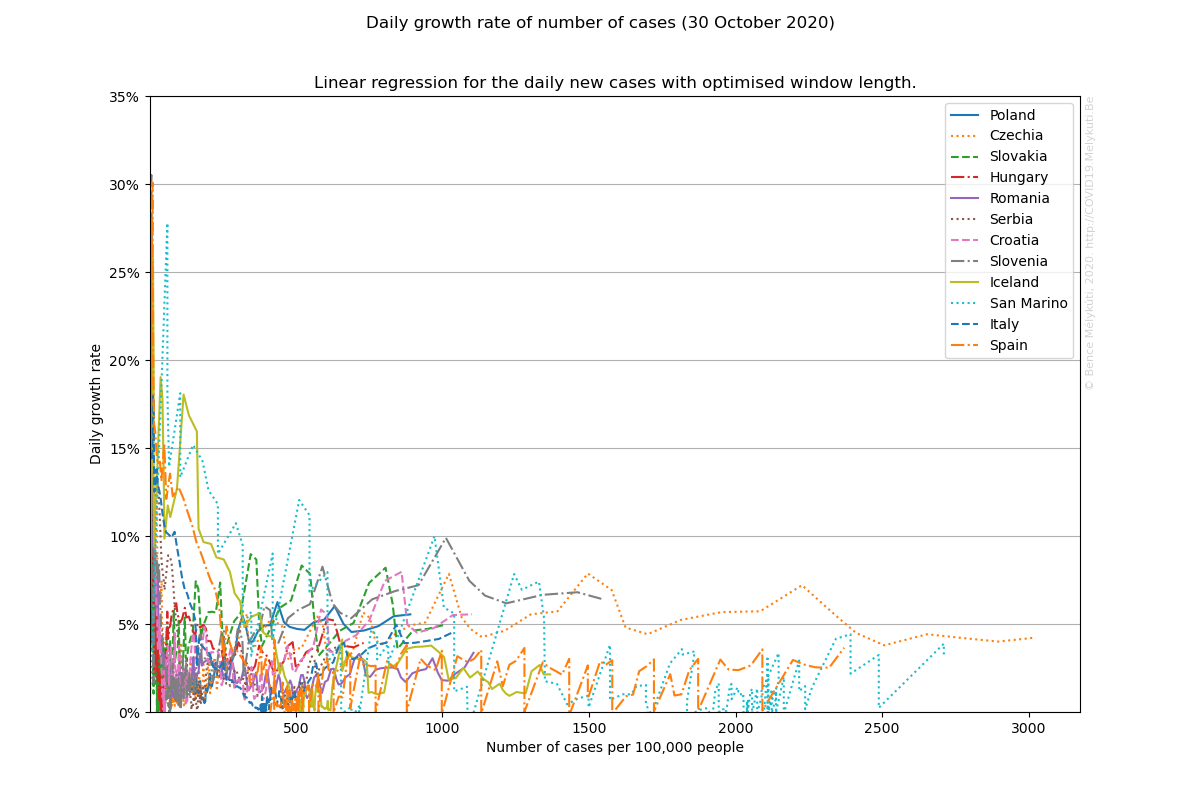 Daily growth rate of number of cases (30 October 2020)
Linear regression for the daily new cases with optimised window length.
35%
30%
25%
20%
15%
10%
5%
0%
Daily growth rate
500
1000
1500
2000
2500
3000
Number of cases per 100,000 people
Poland
Czechia
Slovakia
Hungary
Romania
Serbia
Croatia
Slovenia
Iceland
San Marino
Italy
Spain
© Bence Mélykúti, 2020. http://COVID19.Melykuti.Be